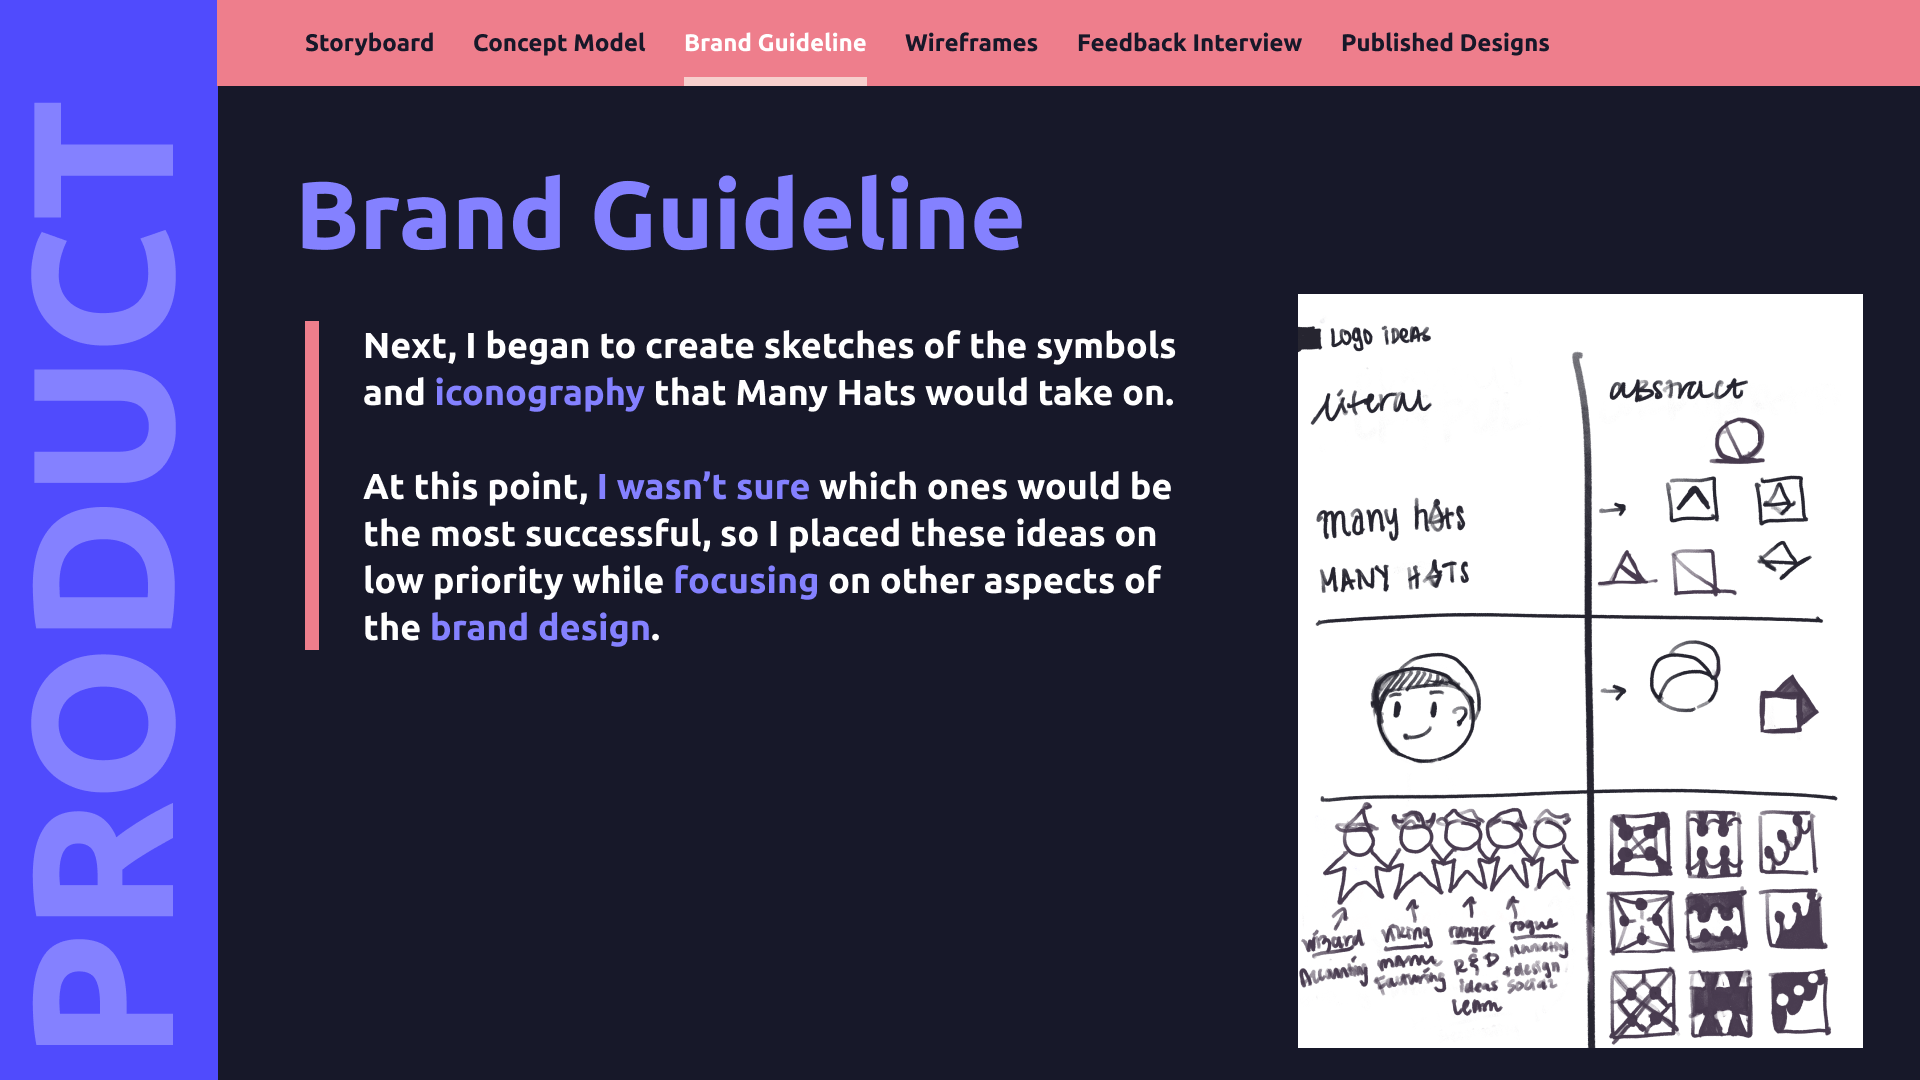 PRODUCT
Storyboard Concept Model Brand Guideline Wireframes Feedback Interview Published Designs
Brand Guideline
Next, I began to create sketches of the symbols
and iconography that Many Hats would take on.
At this point, I wasn't sure which ones would be
the most successful, so I placed these ideas on
low priority while focusing on other aspects of
the brand design.
LOGO IDEAS
literal
abstract
many hats
MANY HATS
wizard
Accounting
viking
manu
Facturing
ranger
R&D
ideas
Learn
rogue
Marketing
+ design
social